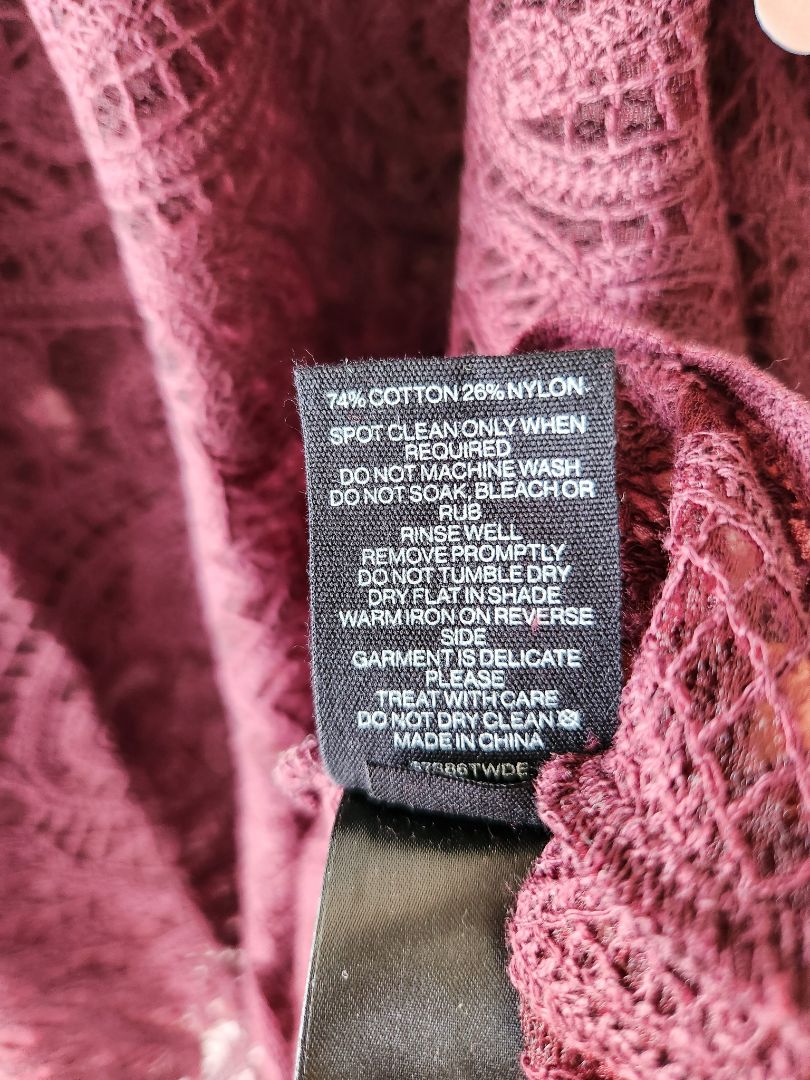 74% COTTON 26% NYLON
SPOT CLEAN ONLY WHEN
REQUIRED
DO NOT MACHINE WASH
DO NOT SOAK, BLEACH OR
RUB
RINSE WELL
REMOVE PROMPTLY
DO NOT TUMBLE DRY
DRY FLAT IN SHADE
WARM IRON ON REVERSE
SIDE
GARMENT IS DELICATE
PLEASE
TREAT WITH CARE
DO NOT DRY CLEAN
MADE IN CHINA